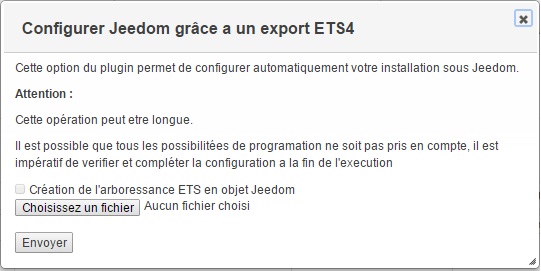 Configurer Jeedom grâce a un export ETS4
Cette option du plugin permet de configurer automatiquement votre installation sous Jeedom.
Attention :
Cette opération peut etre longue.
Il est possible que tous les possibilitées de programation ne soit pas pris en compte, il est
impératif de verifier et compléter la configuration a la fin de l'execution
Création de l'arboressance ETS en objet Jeedom
Choisissez un fichier Aucun fichier choisi
Envoyer